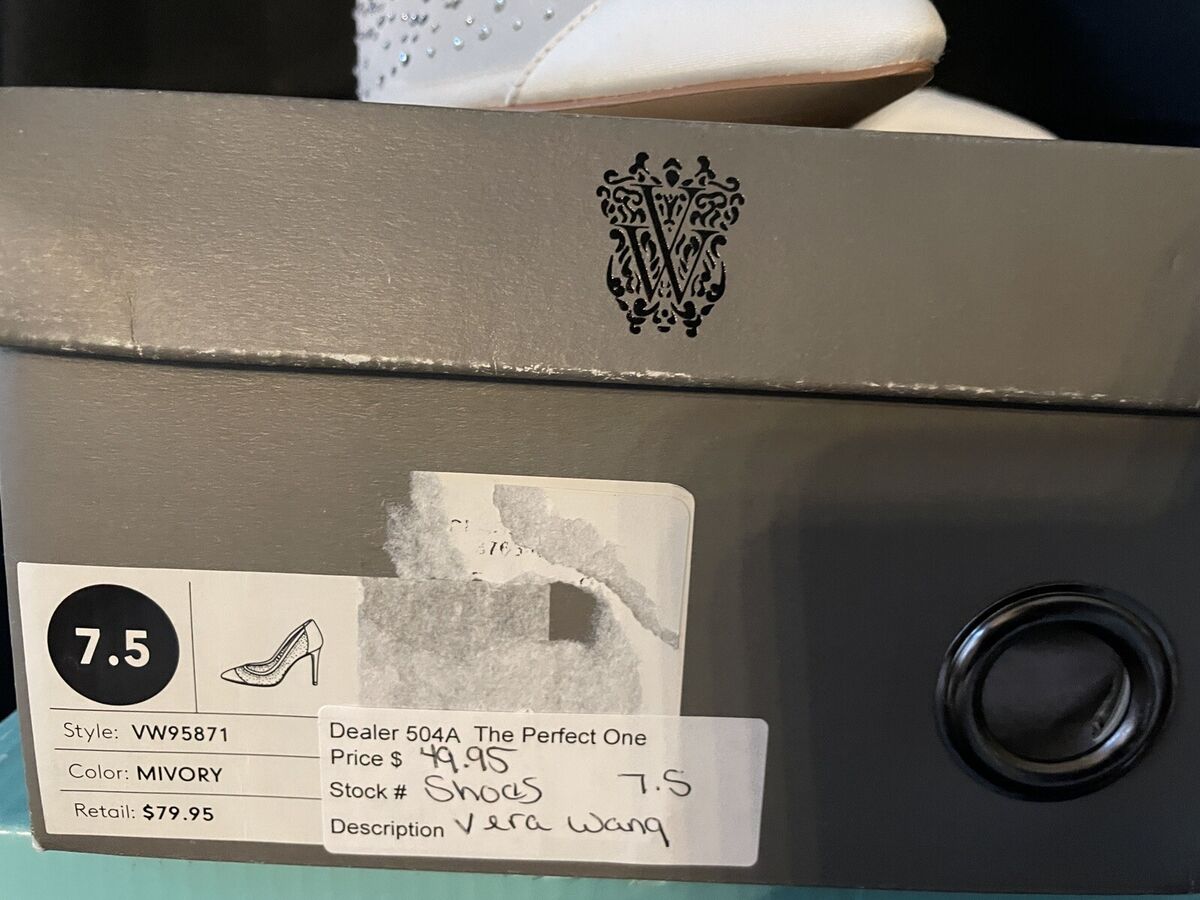 VW
7.5
Style: VW95871
Color: MIVORY
Retail: $79.95
Dealer 504A The Perfect One
Price $ 49.95
Stock # Shoes 7.5
Description Vera Wang